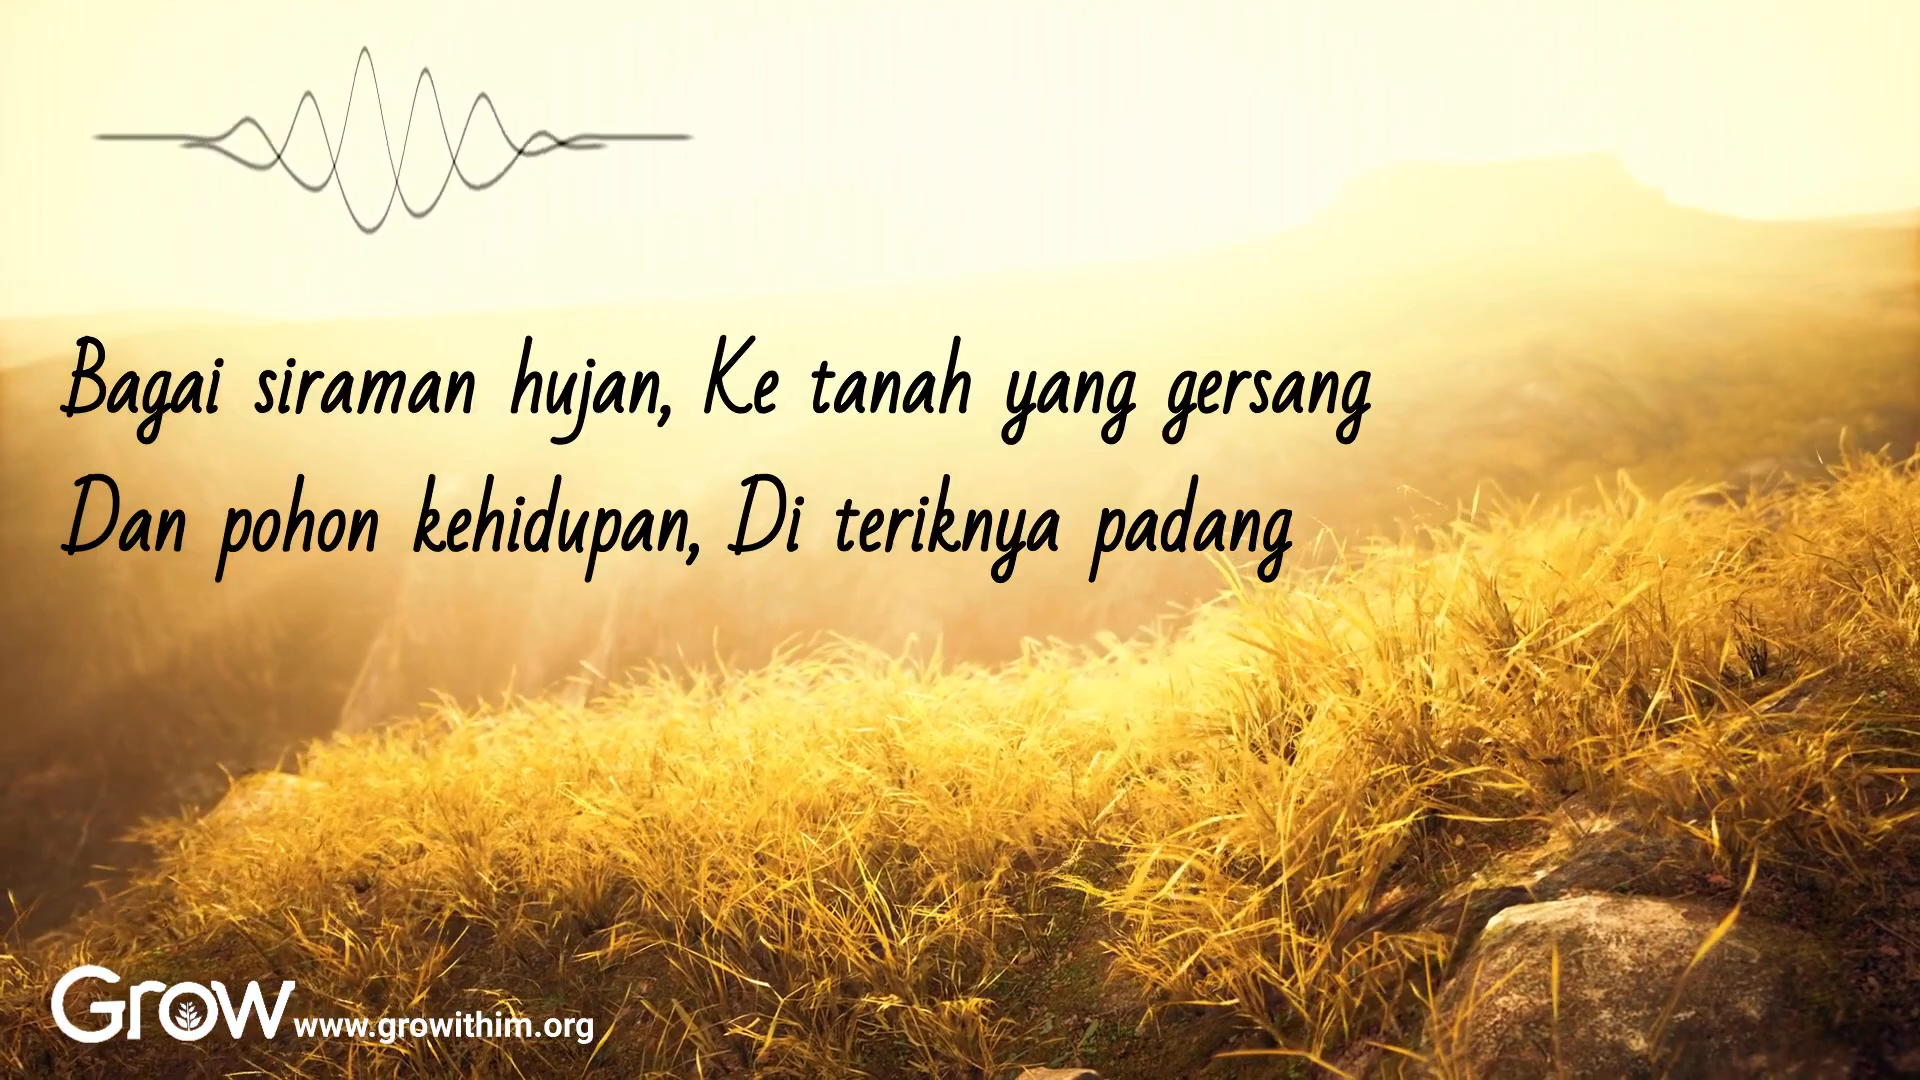 Bagai siraman hujan, Ke tanah yang gersang
Dan pohon kehidupan, Di teriknya padang
Grow www.growithim.org